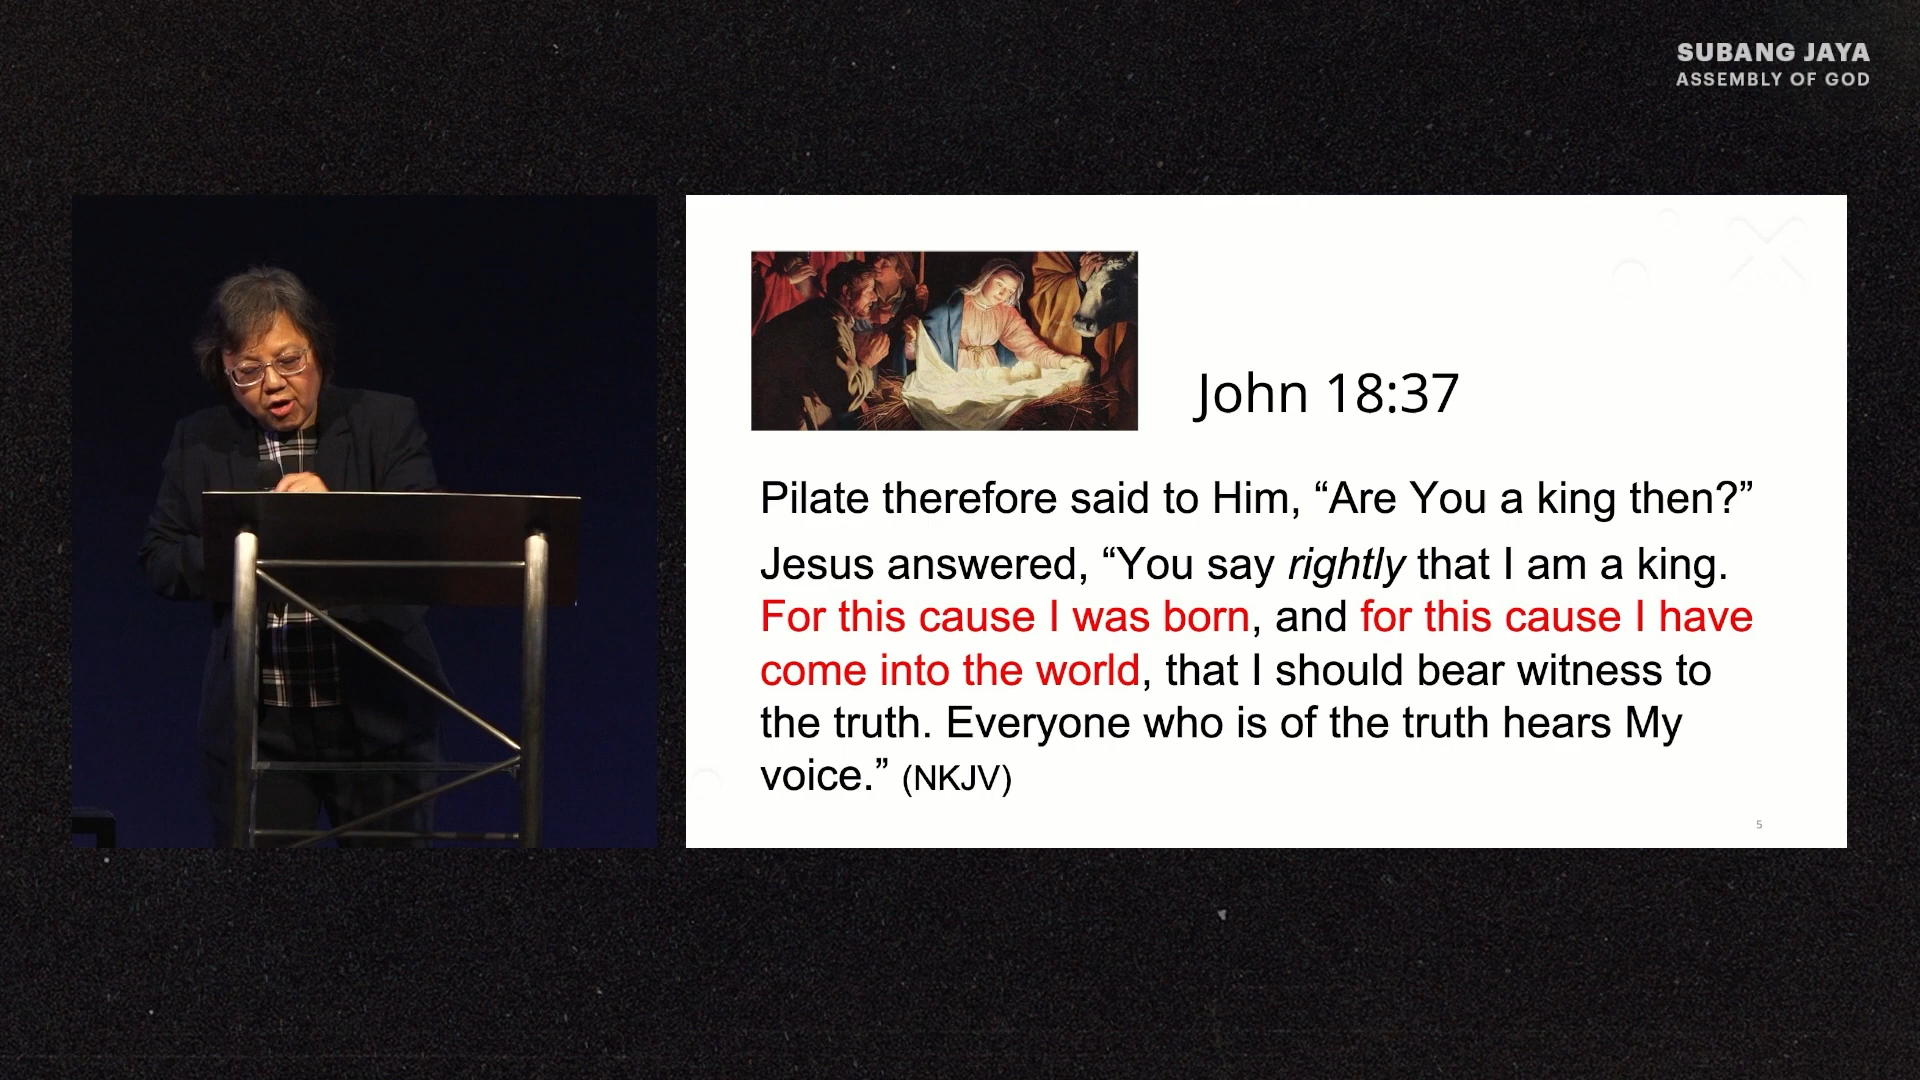 SUBANG JAYA
ASSEMBLY OF GOD
John 18:37
Pilate therefore said to Him, “Are You a king then?”
Jesus answered, “You say rightly that I am a king.
For this cause I was born, and for this cause I have
come into the world, that I should bear witness to
the truth. Everyone who is of the truth hears My
voice.” (NKJV)
5